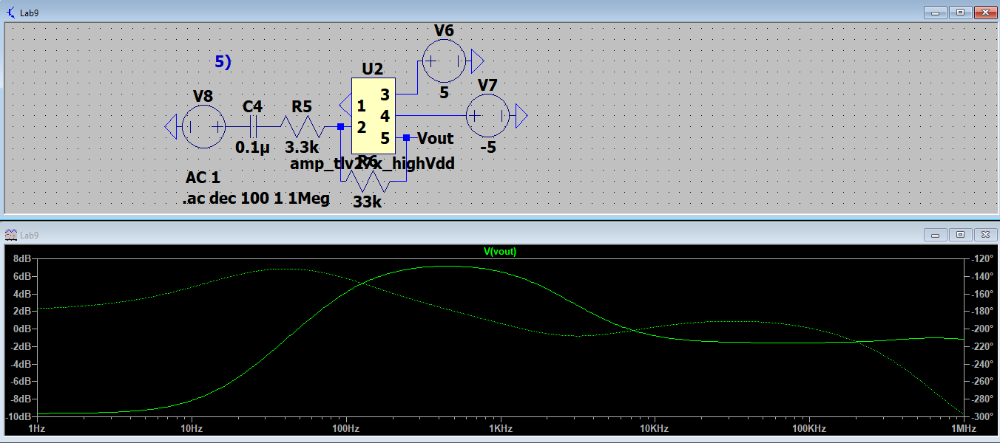 Lab9
V6
5)
U2
V7
V8
C4
R5
3
5
1
4
2
5
Vout
0.1µ
3.3k
-5
R6
amp_tlv27x_highVdd
AC 1
.ac dec 100 1 1Meg
33k
Lab9
V(vout)
8dB
-120°
6dB
-140°
4dB
-160°
2dB
-180°
0dB
-200°
-2dB
-220°
-4dB
-240°
-6dB
-260°
-8dB
-280°
-10dB
-300°
1Hz
10Hz
100Hz
1KHz
10KHz
100KHz
1MHz